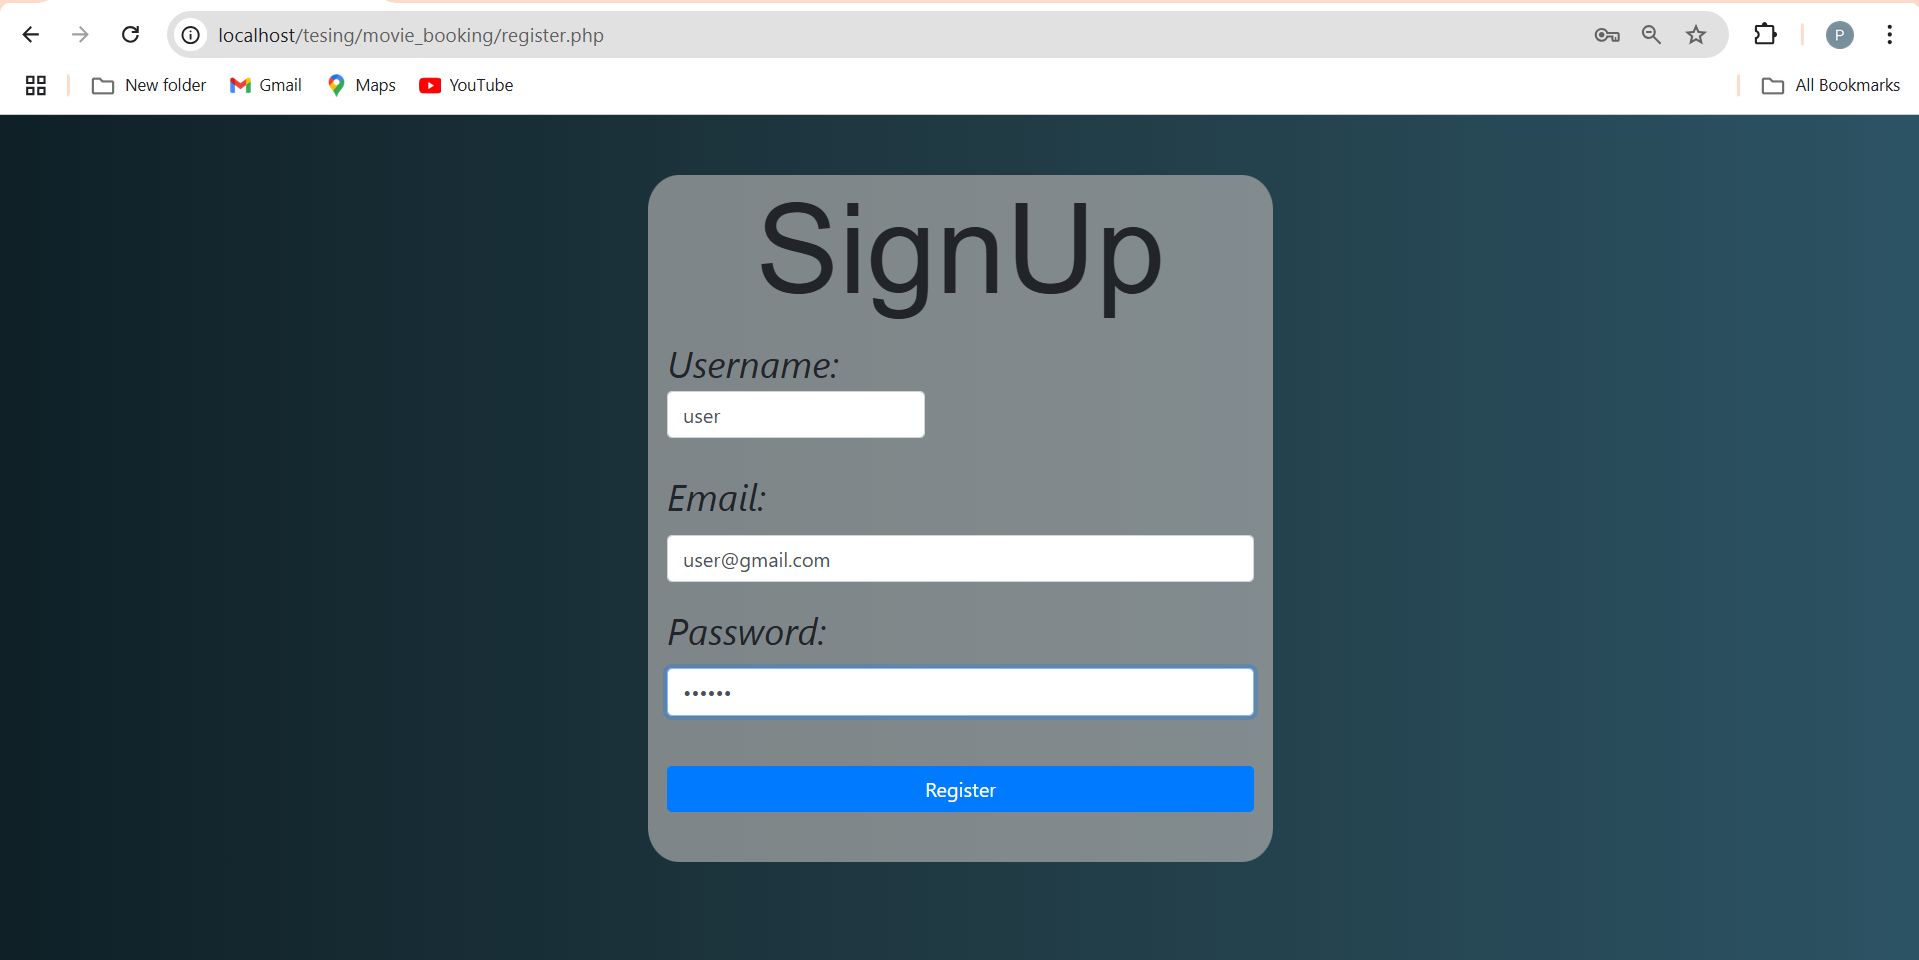 localhost/tesing/movie_booking/register.php
P
New folder Gmail Maps YouTube All Bookmarks
SignUp
Username:
user
Email:
user@gmail.com
Password:
••••••
Register